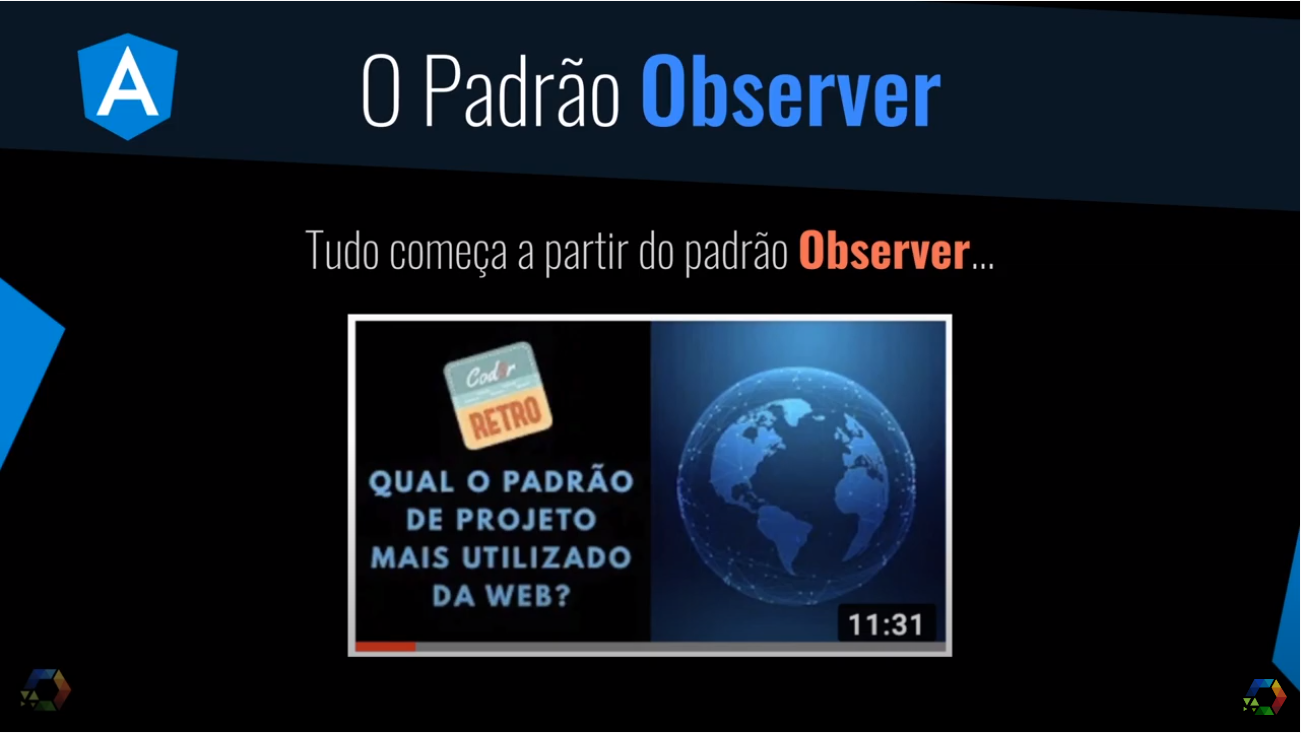 A
O Padrão Observer
Tudo começa a partir do padrão Observer...
Cod3r
RETRO
QUAL O PADRÃO
DE PROJETO
MAIS UTILIZADO
DA WEB?
11:31